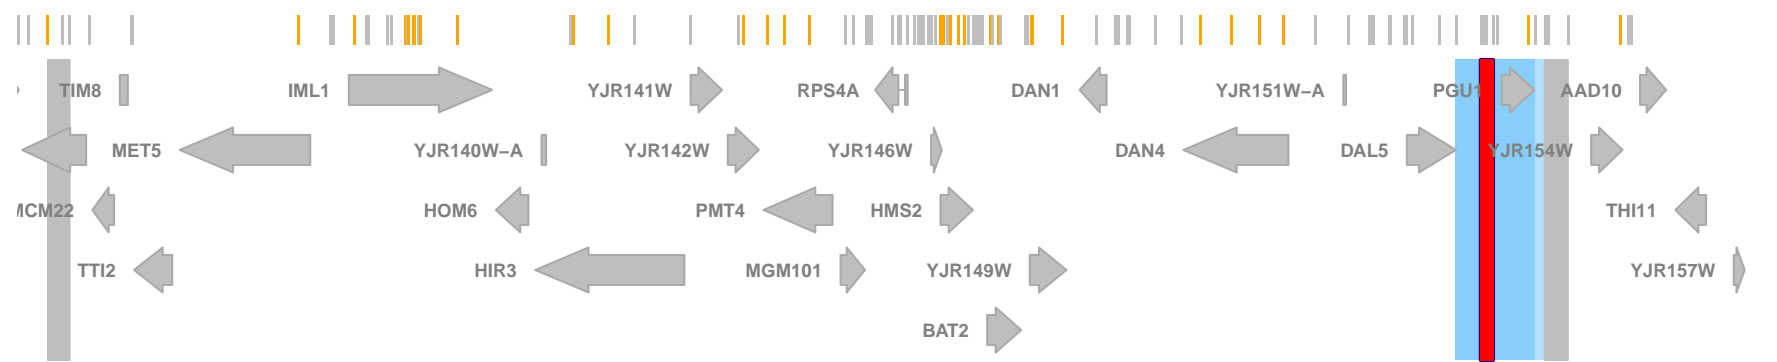 TIM8 IML1 YJR141W RPS4A DAN1 YJR151W−A PGU1 AAD10
MET5 YJR140W−A YJR142W YJR146W DAN4 DAL5 YJR154W
MCM22 HOM6 PMT4 HMS2 THI11
TTI2 HIR3 MGM101 YJR149W YJR157W
BAT2